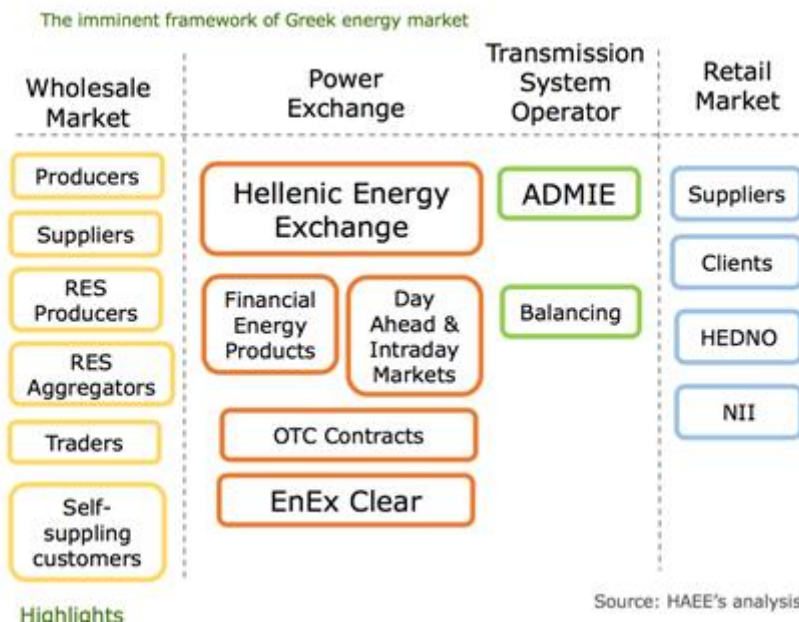 The imminent framework of Greek energy market
Wholesale
Market
Power
Exchange
Transmission
System
Operator
Retail
Market
Producers
Suppliers
RES
Producers
RES
Aggregators
Traders
Self-
suppling
customers
Hellenic Energy
Exchange
Financial
Energy
Products
Day
Ahead &
Intraday
Markets
OTC Contracts
EnEx Clear
ADMIE
Balancing
Suppliers
Clients
HEDNO
NII
Source: HAEE's analysis
Highlights